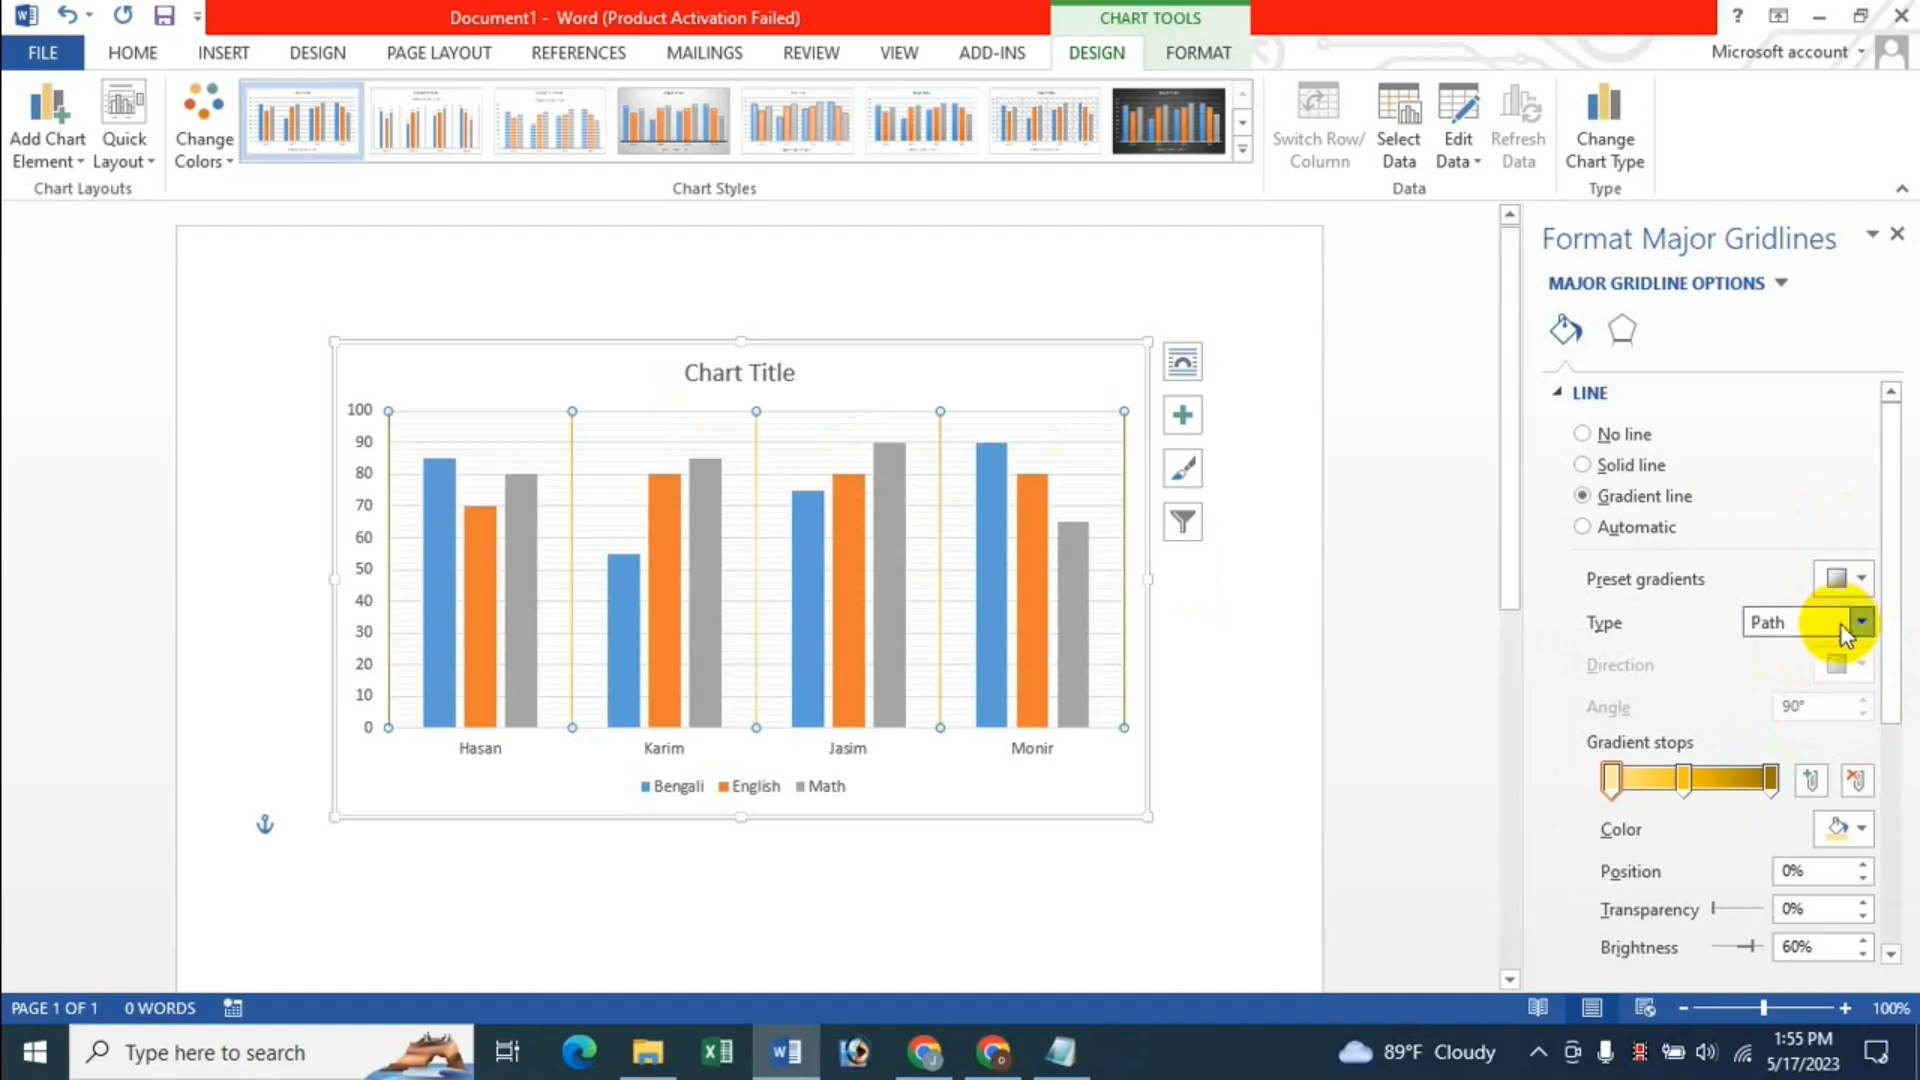 Document1 - Word (Product Activation Failed)
CHART TOOLS
?
FILE
HOME
INSERT
DESIGN
PAGE LAYOUT
REFERENCES
MAILINGS
REVIEW
VIEW
ADD-INS
DESIGN
FORMAT
Microsoft account
Add Chart
Element
Quick
Layout
Change
Colors
Switch Row/
Column
Select
Data
Edit
Data
Refresh
Data
Change
Chart Type
Chart Layouts
Chart Styles
Data
Type
Format Major Gridlines
MAJOR GRIDLINE OPTIONS
LINE
No line
Solid line
Gradient line
Automatic
Preset gradients
Type
Path
Direction
Angle
90°
Gradient stops
Color
Position
0%
Transparency
0%
Brightness
60%
Chart Title
100
90
80
70
60
50
40
30
20
10
0
Hasan
Karim
Jasim
Monir
Bengali
English
Math
PAGE 1 OF 1
0 WORDS
100%
Type here to search
89°F Cloudy
1:55 PM
5/17/2023